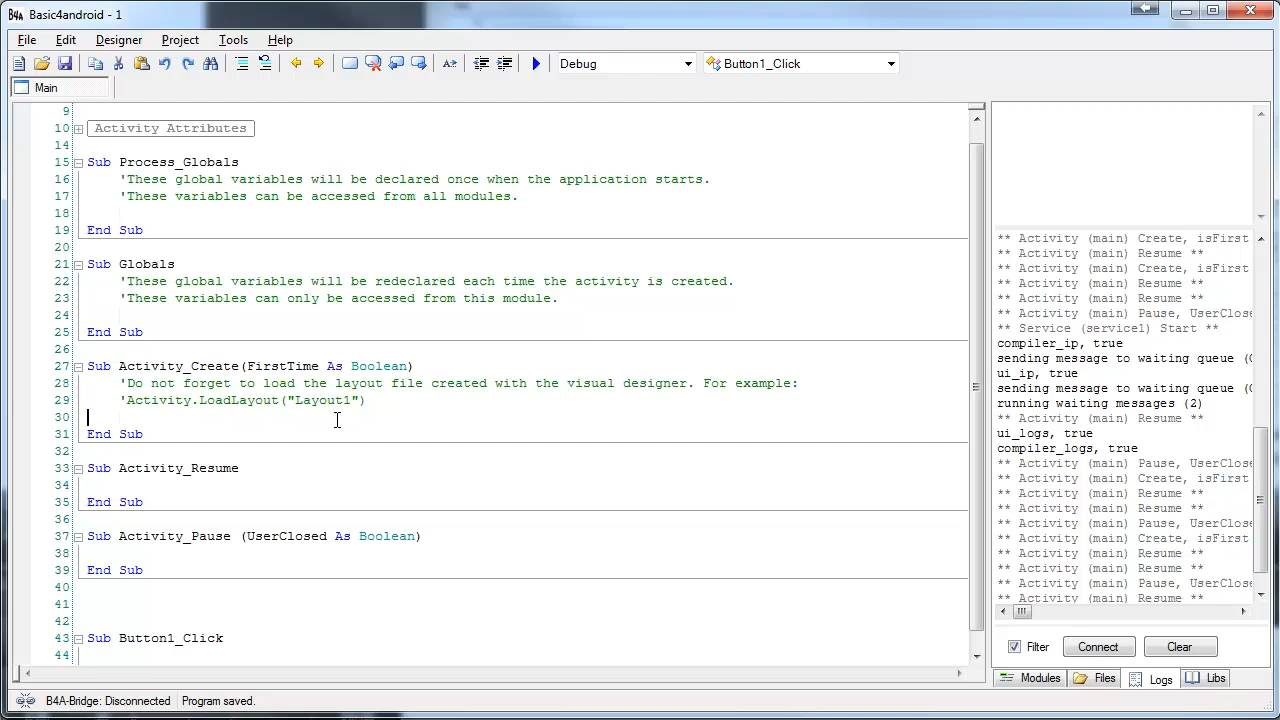 Basic4android - 1
File Edit Designer Project Tools Help
Debug Button1_Click
Main
9
10 Activity Attributes
14
15 Sub Process_Globals
16 'These global variables will be declared once when the application starts.
17 'These variables can be accessed from all modules.
18
19 End Sub
20
21 Sub Globals
22 'These global variables will be redeclared each time the activity is created.
23 'These variables can only be accessed from this module.
24
25 End Sub
26
27 Sub Activity_Create(FirstTime As Boolean)
28 'Do not forget to load the layout file created with the visual designer. For example:
29 'Activity.LoadLayout("Layout1")
30
31 End Sub
32
33 Sub Activity_Resume
34
35 End Sub
36
37 Sub Activity_Pause (UserClosed As Boolean)
38
39 End Sub
40
41
42
43 Sub Button1_Click
44
** Activity (main) Create, isFirst
** Activity (main) Resume **
** Activity (main) Create, isFirst
** Activity (main) Resume **
** Activity (main) Resume **
** Activity (main) Pause, UserClose
** Service (service1) Start **
compiler_ip, true
sending message to waiting queue (
ui_ip, true
sending message to waiting queue (
running waiting messages (2)
** Activity (main) Resume **
ui_logs, true
compiler_logs, true
** Activity (main) Pause, UserClose
** Activity (main) Create, isFirst
** Activity (main) Resume **
** Activity (main) Resume **
** Activity (main) Pause, UserClose
** Activity (main) Create, isFirst
** Activity (main) Resume **
** Activity (main) Resume **
** Activity (main) Pause, UserClose
** Activity (main) Resume **
Filter Connect Clear
Modules Files Logs Libs
B4A-Bridge: Disconnected Program saved.